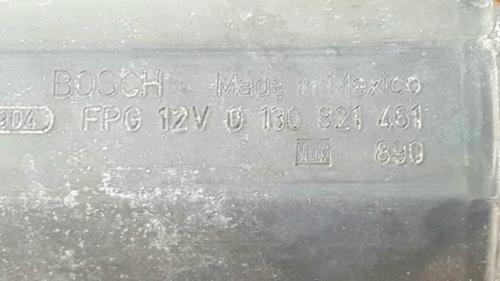 BOSCH Made in Mexico
904 FPG 12V 0 130 821 461
890